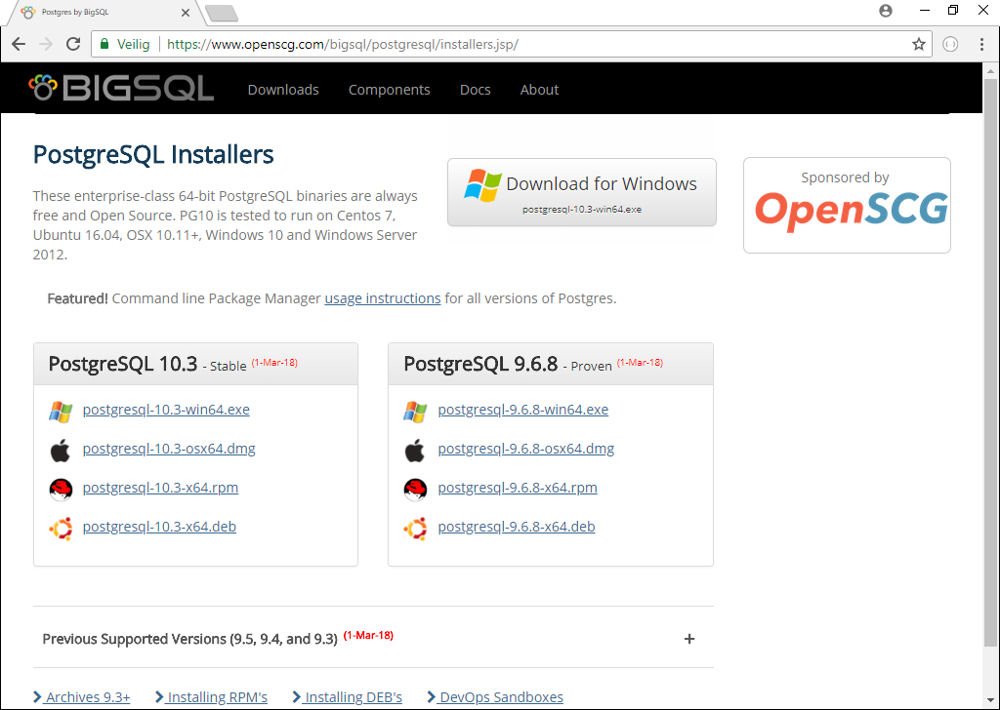 Postgres by BigSQL
Veilig
https://www.openscg.com/bigsql/postgresql/installers.jsp/
BIGSQL
Downloads
Components
Docs
About
PostgreSQL Installers
These enterprise-class 64-bit PostgreSQL binaries are always
free and Open Source. PG10 is tested to run on Centos 7,
Ubuntu 16.04, OSX 10.11+, Windows 10 and Windows Server
2012.
Download for Windows
postgresql-10.3-win64.exe
Sponsored by
OpenSCG
Featured! Command line Package Manager usage instructions for all versions of Postgres.
PostgreSQL 10.3 - Stable (1-Mar-18)
postgresql-10.3-win64.exe
postgresql-10.3-osx64.dmg
postgresql-10.3-x64.rpm
postgresql-10.3-x64.deb
PostgreSQL 9.6.8 - Proven (1-Mar-18)
postgresql-9.6.8-win64.exe
postgresql-9.6.8-osx64.dmg
postgresql-9.6.8-x64.rpm
postgresql-9.6.8-x64.deb
Previous Supported Versions (9.5, 9.4, and 9.3) (1-Mar-18)
+
Archives 9.3+
Installing RPM's
Installing DEB's
DevOps Sandboxes